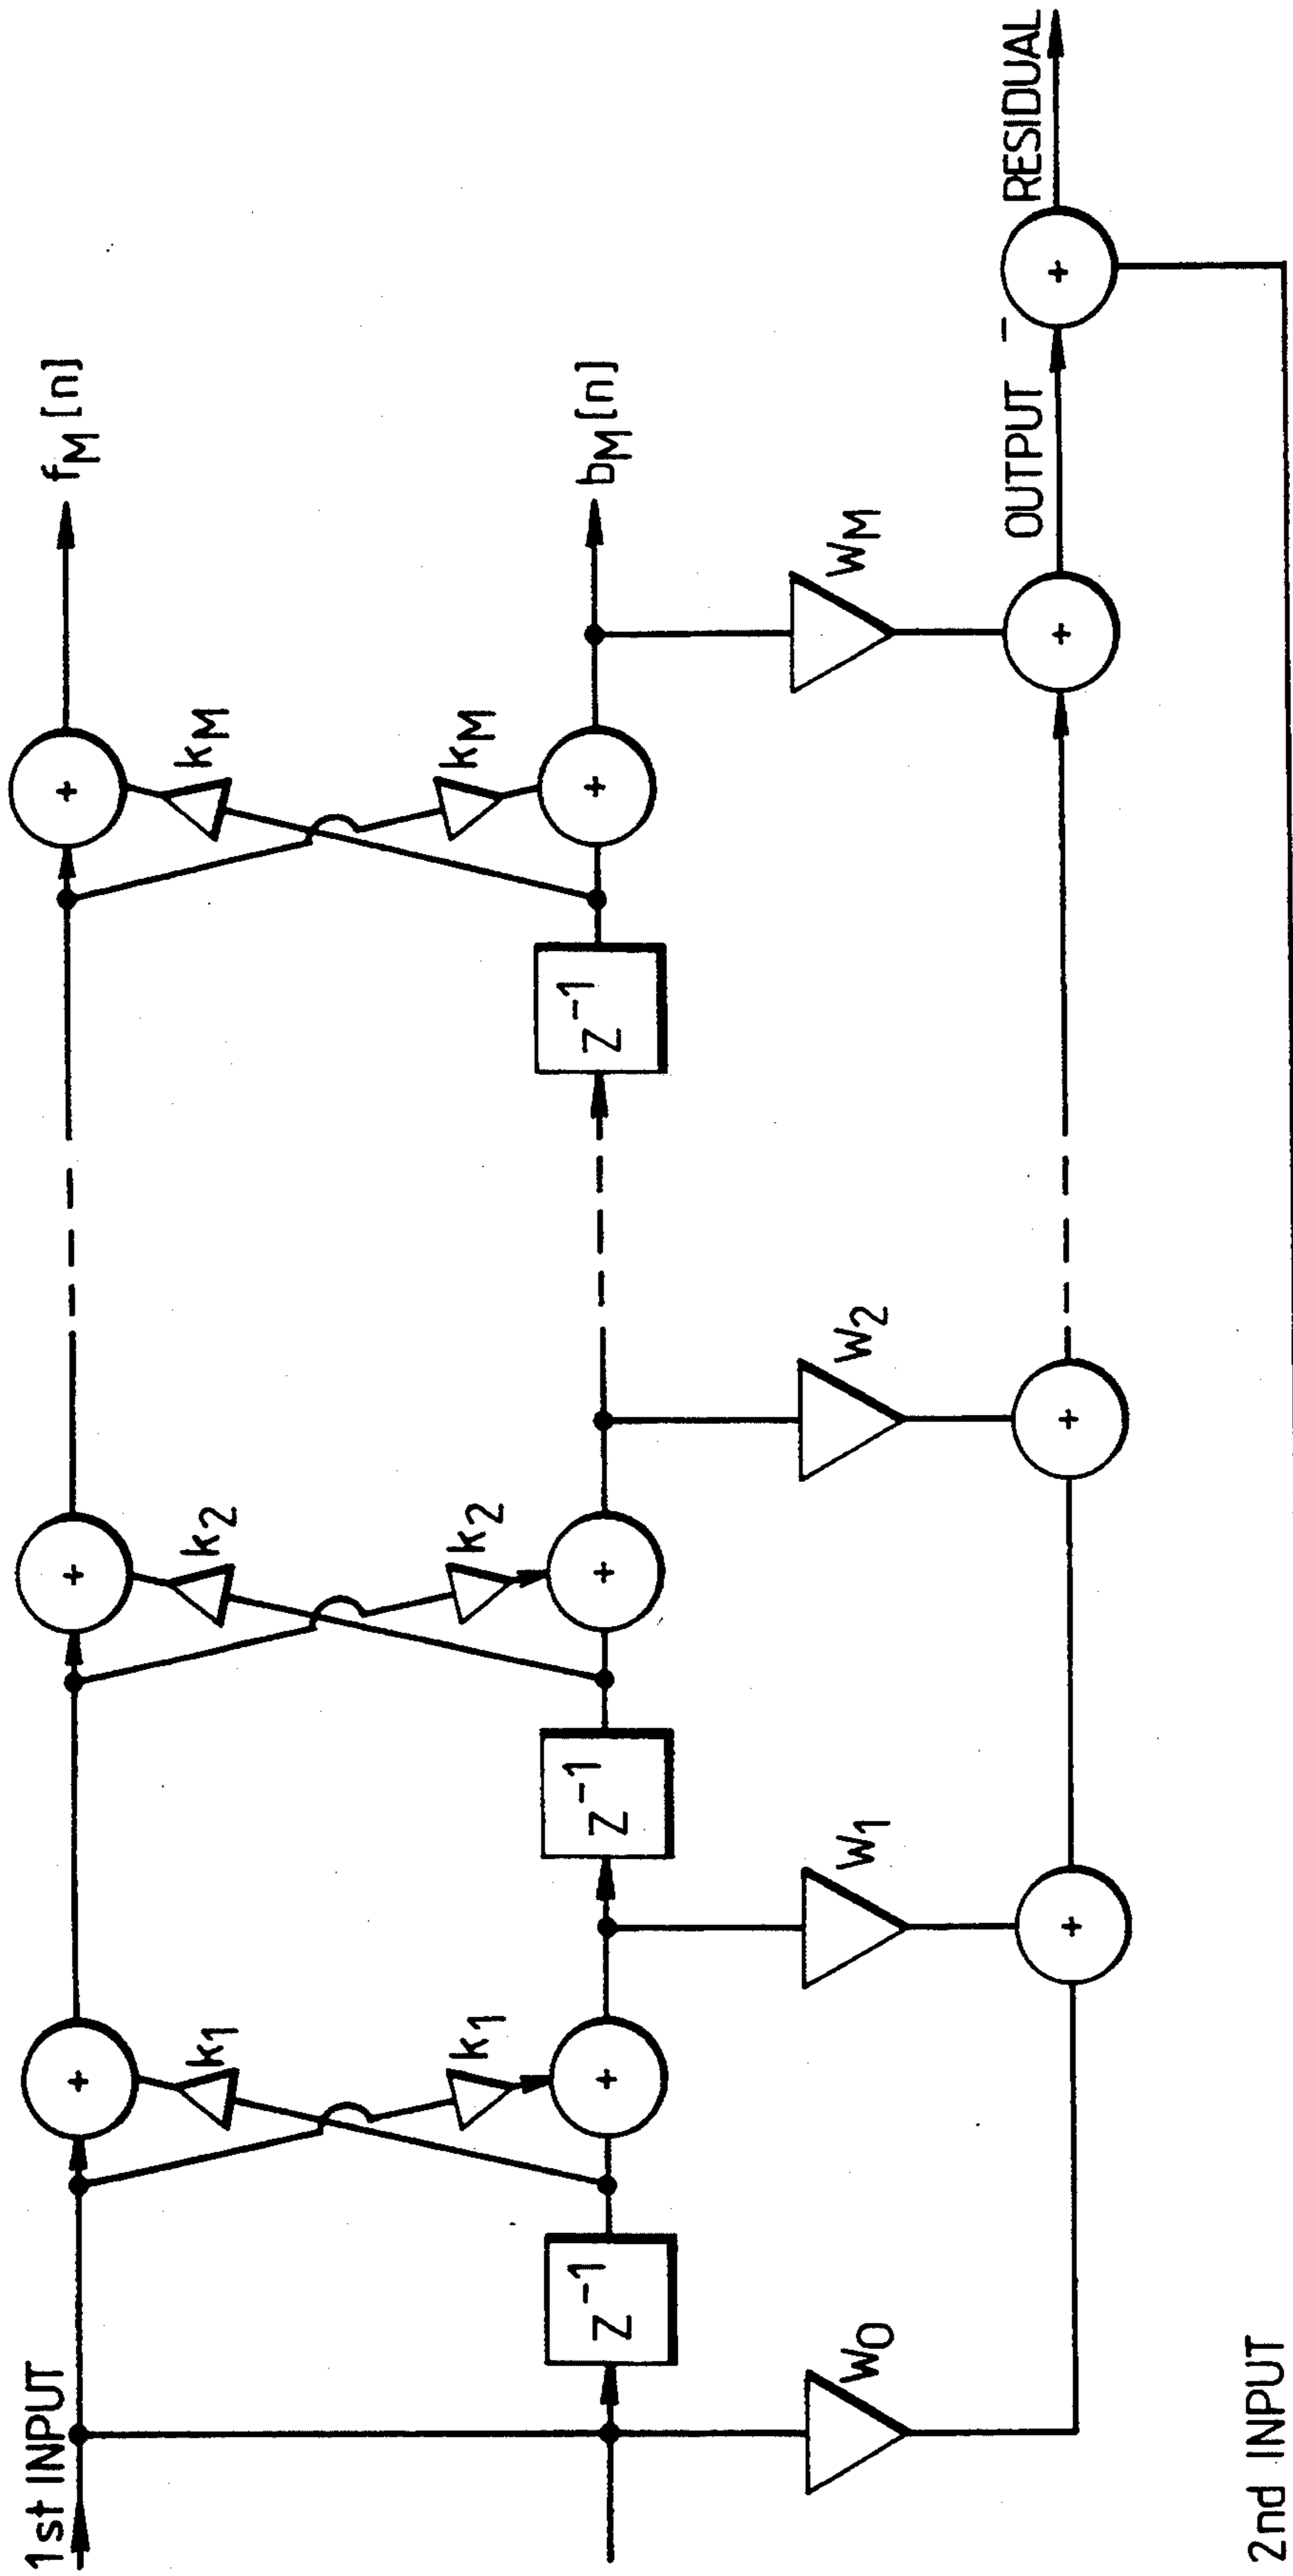 1st INPUT
+
k1
+
k2
+
kM
fM [n]
Z-1
k1
+
Z-1
k2
+
Z-1
kM
+
bM [n]
W0
W1
W2
WM
+
+
+
OUTPUT
-
+
RESIDUAL
2nd INPUT